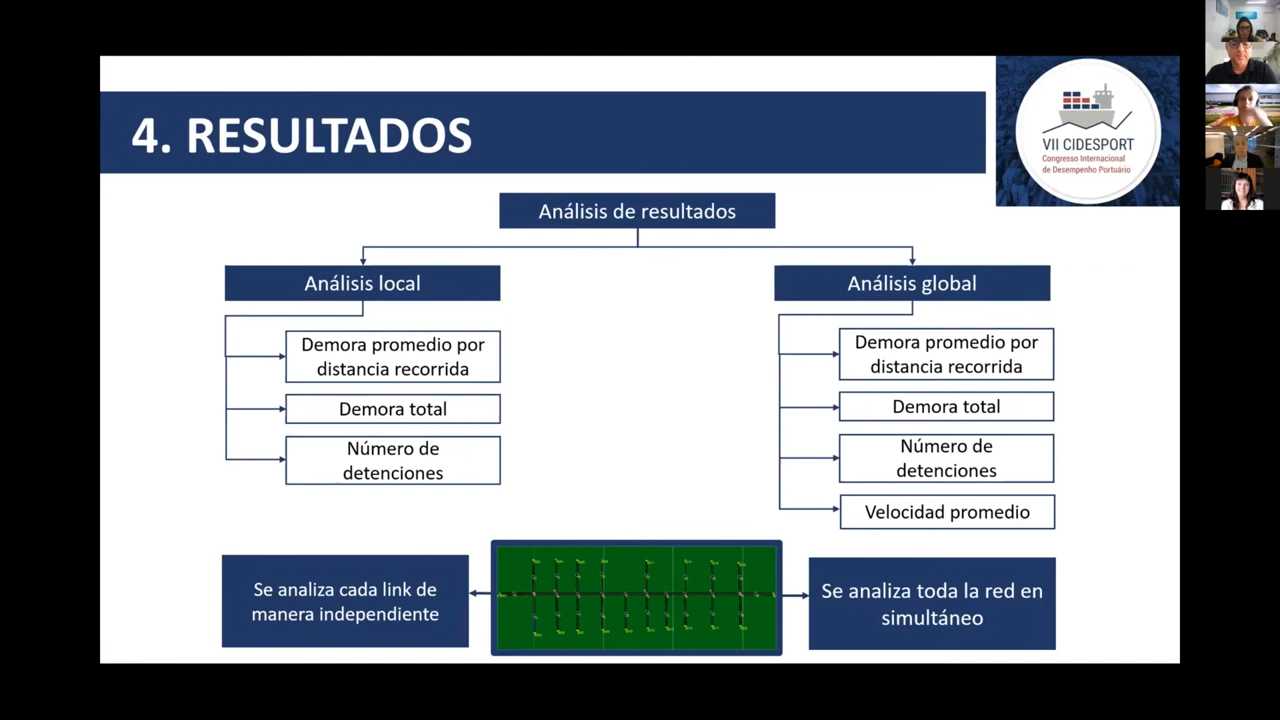 4. RESULTADOS
VII CIDESPORT
Congresso Internacional
de Desempenho Portuário
Análisis de resultados
Análisis local
Demora promedio por
distancia recorrida
Demora total
Número de
detenciones
Análisis global
Demora promedio por
distancia recorrida
Demora total
Número de
detenciones
Velocidad promedio
Se analiza cada link de
manera independiente
Se analiza toda la red en
simultáneo